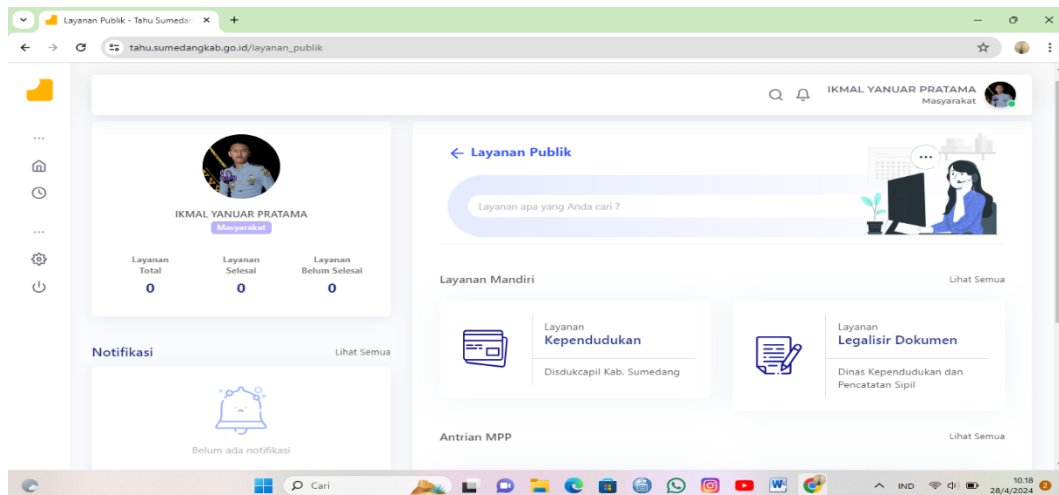 Layanan Publik - Tahu Sumedan
tahu.sumedangkab.go.id/layanan_publik
IKMAL YANUAR PRATAMA
Masyarakat
IKMAL YANUAR PRATAMA
Masyarakat
Layanan Total
Layanan Selesai
Layanan Belum Selesai
0
0
0
Notifikasi
Lihat Semua
Belum ada notifikasi
← Layanan Publik
Layanan apa yang Anda cari ?
Layanan Mandiri
Lihat Semua
Layanan
Kependudukan
Disdukcapil Kab. Sumedang
Layanan
Legalisir Dokumen
Dinas Kependudukan dan
Pencatatan Sipil
Antrian MPP
Lihat Semua
Cari
IND
10.18
28/4/2024
2